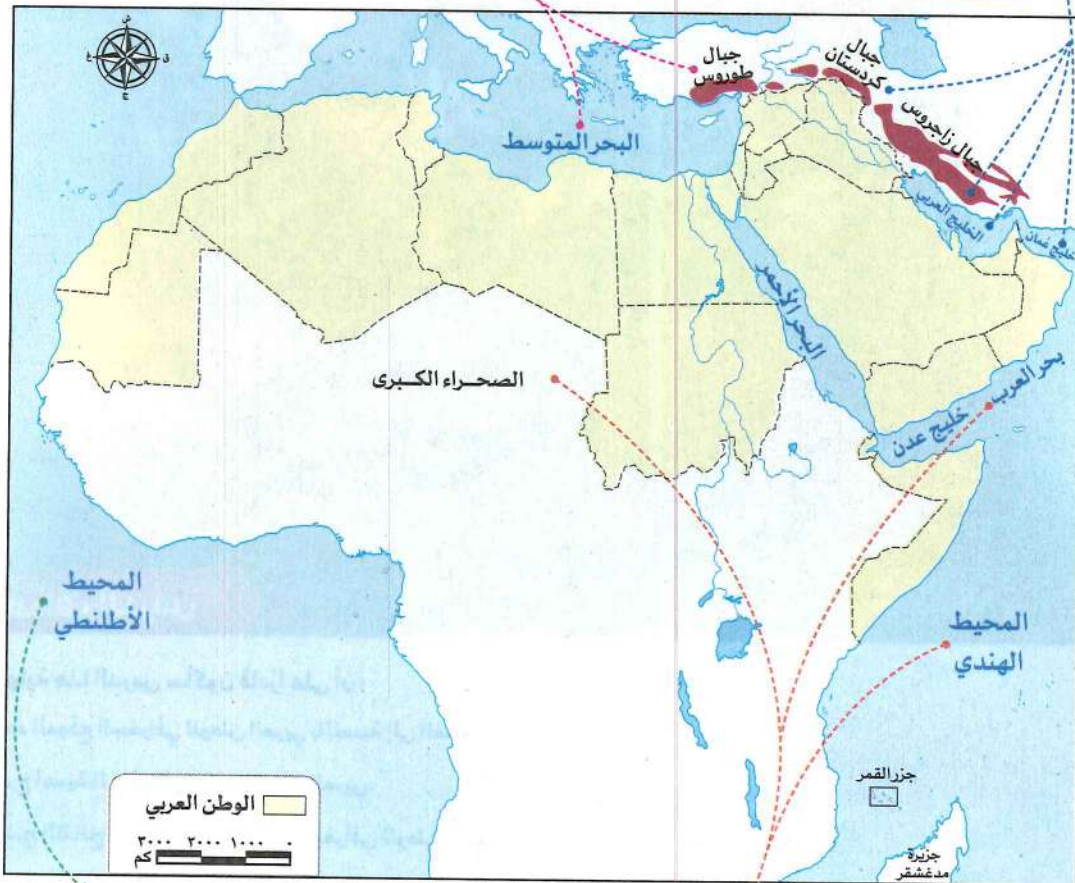 ش
ق
غ
ج
جبال
طوروس
جبال
كردستان
جبال زاجروس
البحر المتوسط
الخليج العربي
خليج عُمان
البحر الأحمر
الصحراء الكبرى
بحر العرب
خليج عدن
المحيط
الأطلنطي
المحيط
الهندي
جزر القمر
جزيرة
مدغشقر
الوطن العربي
٣٠٠٠ ٢٠٠٠ ١٠٠٠ ٠
كم